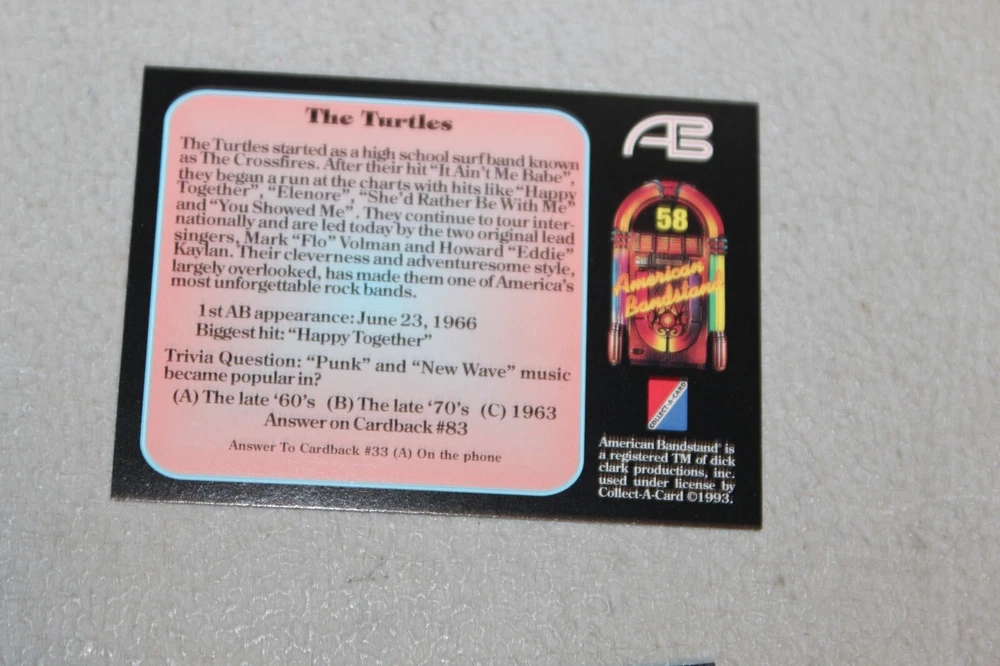 The Turtles
The Turtles started as a high school surf band known
as The Crossfires. After their hit “It Ain’t Me Babe”,
they began a run at the charts with hits like “Happy
Together”, “Elenore”, “She’d Rather Be With Me”
and “You Showed Me”. They continue to tour inter-
nationally and are led today by the two original lead
singers, Mark “Flo” Volman and Howard “Eddie”
Kaylan. Their cleverness and adventuresome style,
largely overlooked, has made them one of America’s
most unforgettable rock bands.
1st AB appearance: June 23, 1966
Biggest hit: “Happy Together”
Trivia Question: “Punk” and “New Wave” music
became popular in?
(A) The late ‘60’s (B) The late ‘70’s (C) 1963
Answer on Cardback #83
Answer To Cardback #33 (A) On the phone
AB
58
American
Bandstand
COLLECT-A-CARD
American Bandstand® is
a registered TM of dick
clark productions, inc.
used under license by
Collect-A-Card ©1993.